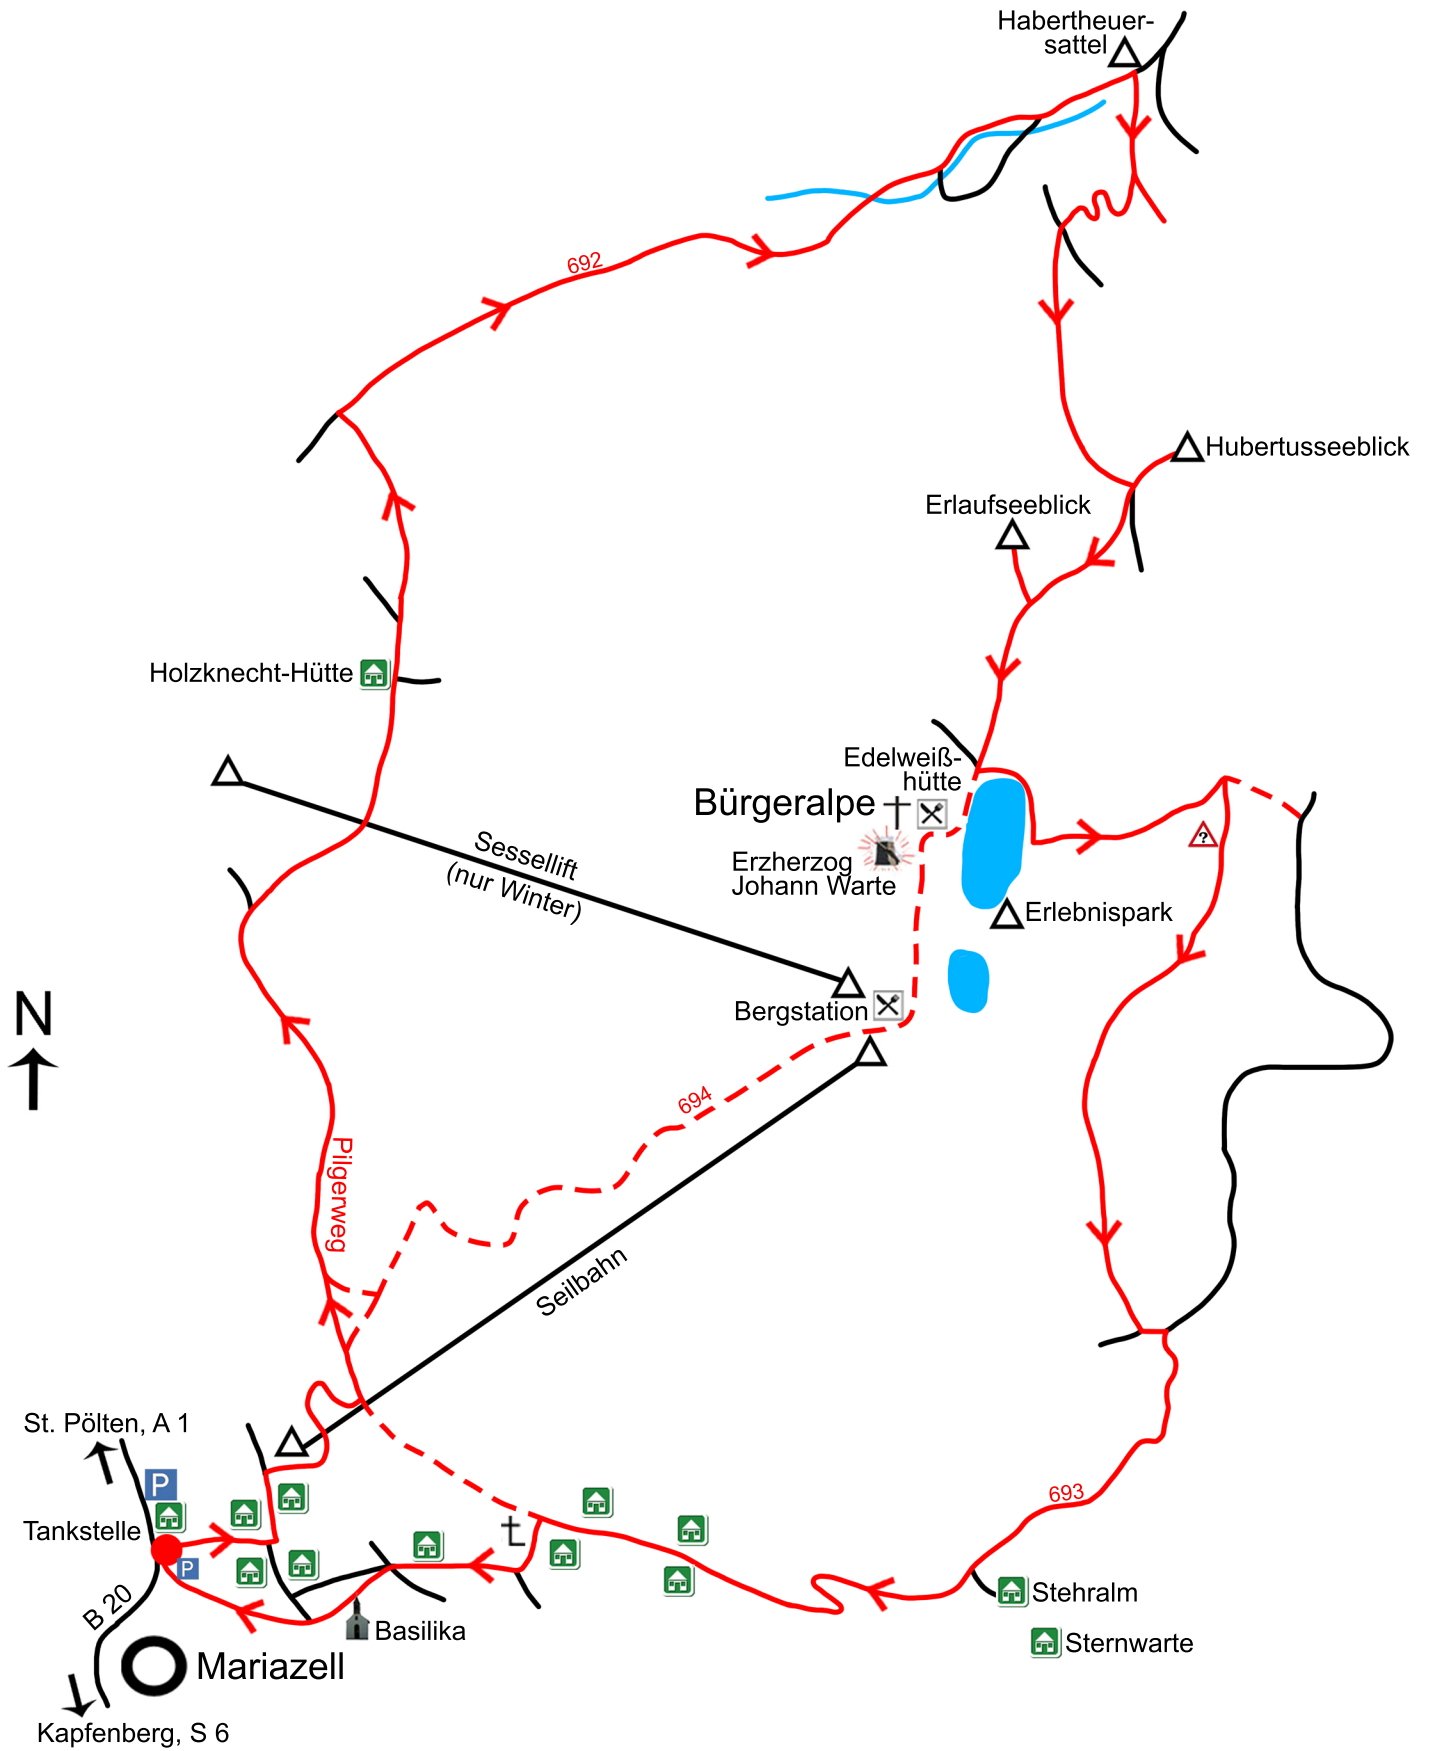 Habertheuer-
sattel
692
Hubertusseeblick
Erlaufseeblick
Holzknecht-Hütte
Edelweiß-
hütte
Bürgeralpe
?
Sessellift
(nur Winter)
Erzherzog
Johann Warte
Erlebnispark
N
Bergstation
694
Pilgerweg
Seilbahn
St. Pölten, A 1
P
693
Tankstelle
P
B 20
Stehralm
Basilika
Sternwarte
Mariazell
Kapfenberg, S 6